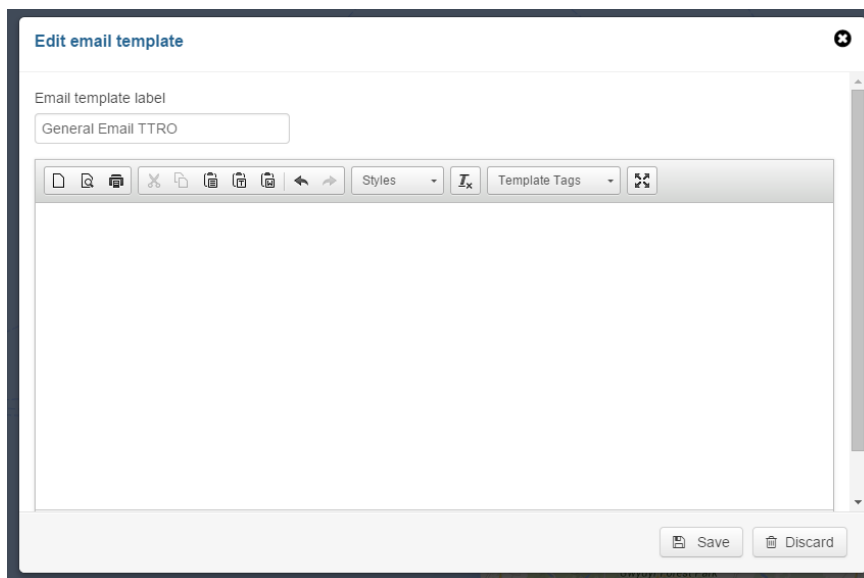 Edit email template
Email template label
General Email TTRO
Styles
Template Tags
Save
Discard